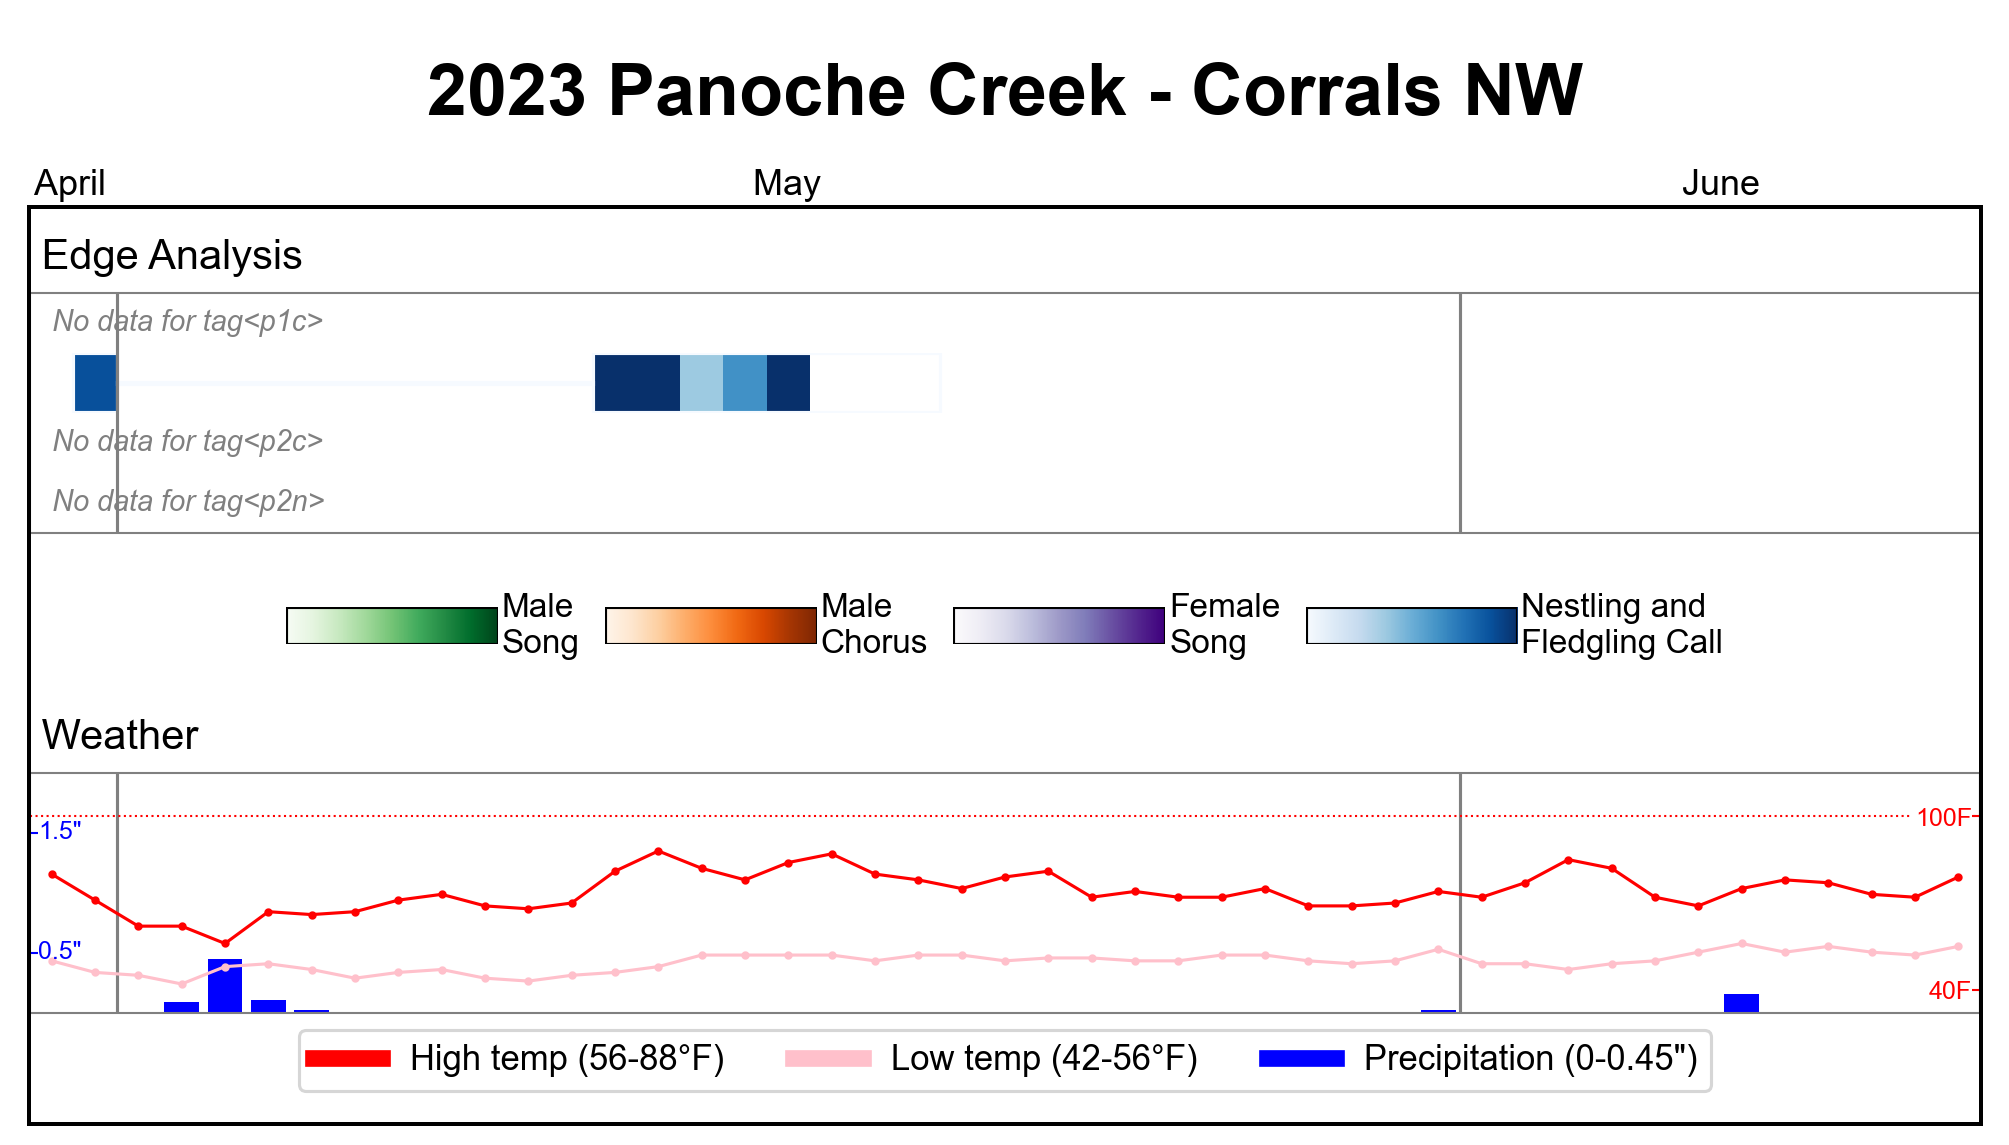 2023 Panoche Creek - Corrals NW
April May June
Edge Analysis
No data for tag<p1c>
No data for tag<p2c>
No data for tag<p2n>
Male Song
Male Chorus
Female Song
Nestling and Fledgling Call
Weather
1.5"
100F
0.5"
40F
High temp (56-88°F) Low temp (42-56°F) Precipitation (0-0.45")